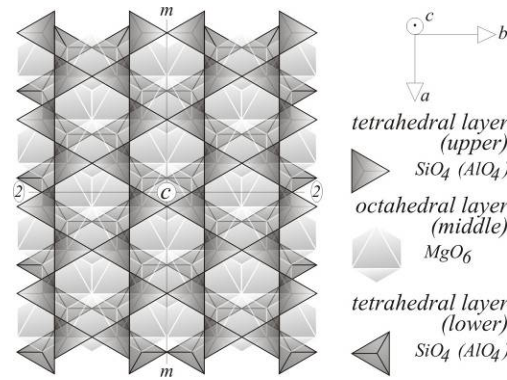 m
c
b
a
tetrahedral layer
(upper)
SiO₄ (AlO₄)
2 c 2
octahedral layer
(middle)
MgO₆
tetrahedral layer
(lower)
SiO₄ (AlO₄)
m